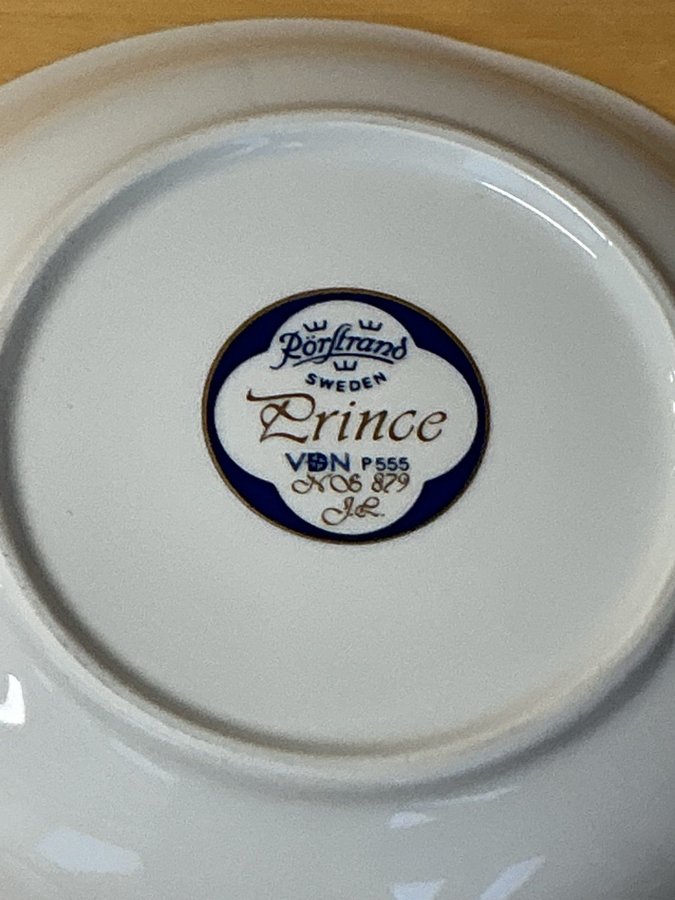 Rörstrand
SWEDEN
Prince
VDN P555
NS 879
J.L.